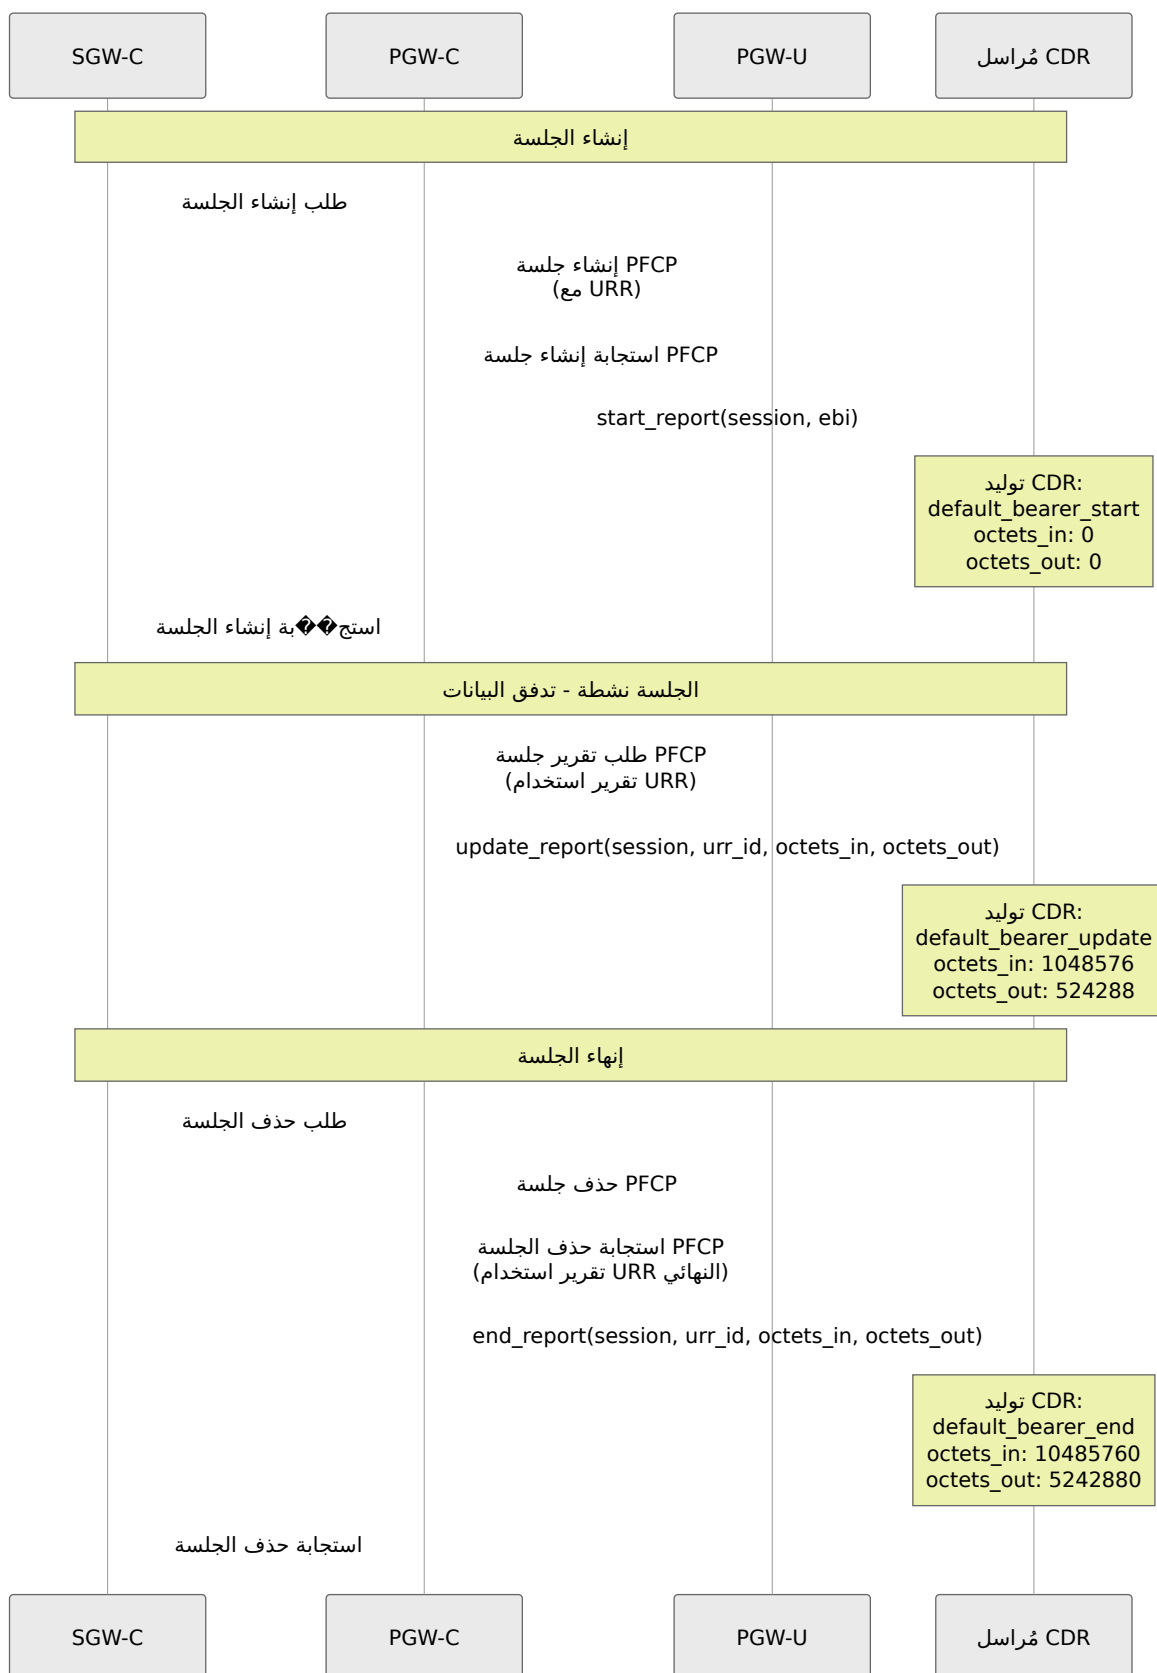 SGW-C
PGW-C
PGW-U
مُراسل CDR
إنشاء الجلسة
طلب إنشاء الجلسة
إنشاء جلسة PFCP
(مع URR)
استجابة إنشاء جلسة PFCP
start_report(session, ebi)
توليد CDR:
default_bearer_start
octets_in: 0
octets_out: 0
استج��بة إنشاء الجلسة
الجلسة نشطة - تدفق البيانات
طلب تقرير جلسة PFCP
(تقرير استخدام URR)
update_report(session, urr_id, octets_in, octets_out)
توليد CDR:
default_bearer_update
octets_in: 1048576
octets_out: 524288
إنهاء الجلسة
طلب حذف الجلسة
حذف جلسة PFCP
استجابة حذف الجلسة PFCP
(تقرير استخدام URR النهائي)
end_report(session, urr_id, octets_in, octets_out)
توليد CDR:
default_bearer_end
octets_in: 10485760
octets_out: 5242880
استجابة حذف الجلسة
SGW-C
PGW-C
PGW-U
مُراسل CDR